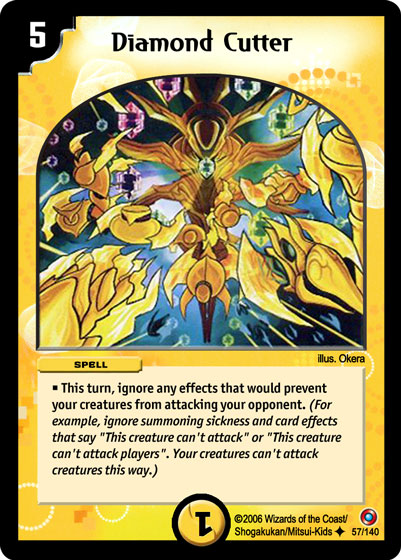 5
Diamond Cutter
illus. Okera
SPELL
▪ This turn, ignore any effects that would prevent
your creatures from attacking your opponent. (For
example, ignore summoning sickness and card effects
that say "This creature can't attack" or "This creature
can't attack players". Your creatures can't attack
creatures this way.)
1
©2006 Wizards of the Coast/
Shogakukan/Mitsui-Kids ✦ 57/140